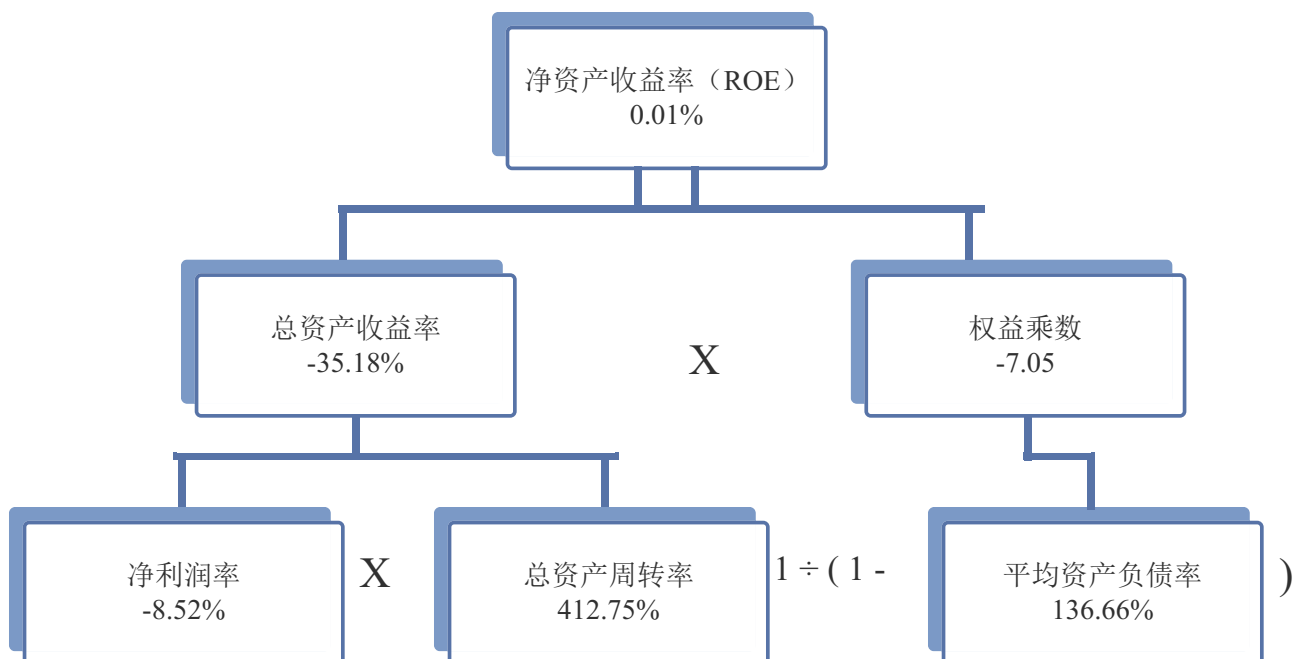 净资产收益率（ROE）
0.01%
总资产收益率
-35.18%
X
权益乘数
-7.05
净利润率
-8.52%
X
总资产周转率
412.75%
1 ÷ ( 1 -
平均资产负债率
136.66%
)